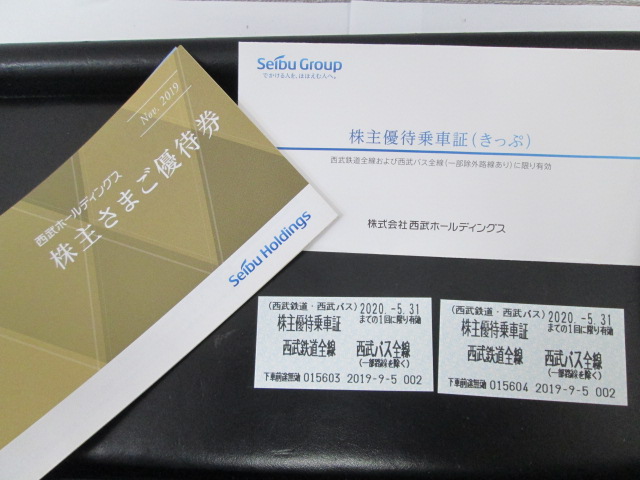 Nov. 2019
西武ホールディングス
株主さまご優待券
Seibu Holdings
Seibu Group
でかける人を、ほほえむ人へ。
株主優待乗車証(きっぷ)
西武鉄道全線および西武バス全線(一部除外路線あり)に限り有効
株式会社 西武ホールディングス
(西武鉄道・西武バス) 2020.-5.31
株主優待乗車証 までの1回に限り有効
西武鉄道全線 西武バス全線
(一部路線を除く)
下車前途無効 015603 2019-9-5 002
(西武鉄道・西武バス) 2020.-5.31
株主優待乗車証 までの1回に限り有効
西武鉄道全線 西武バス全線
(一部路線を除く)
下車前途無効 015604 2019-9-5 002